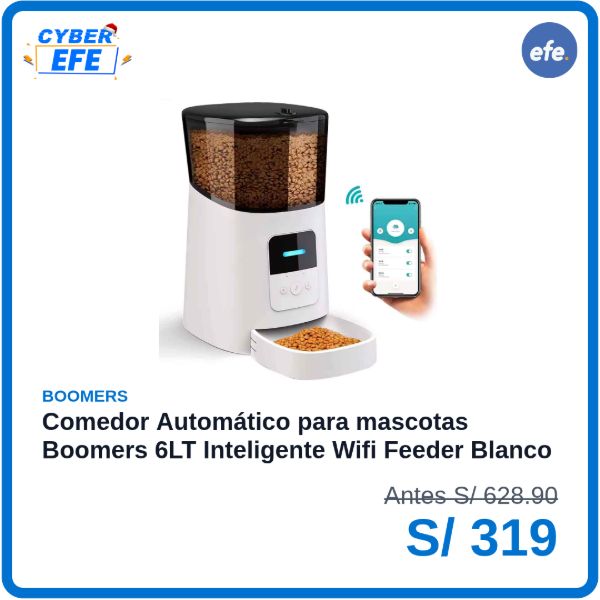 CYBER
EFE
efe.
BOOMERS
Comedor Automático para mascotas
Boomers 6LT Inteligente Wifi Feeder Blanco
Antes S/ 628.90
S/ 319